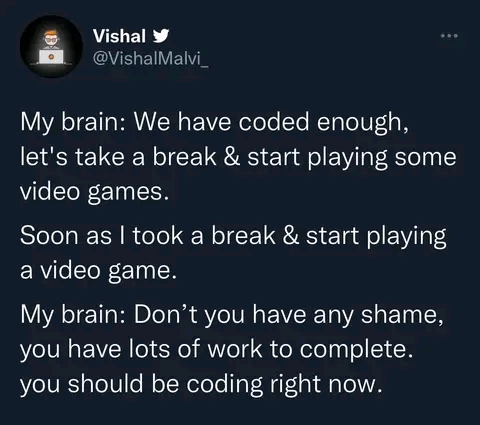 Vishal
@VishalMalvi_
My brain: We have coded enough,
let's take a break & start playing some
video games.
Soon as I took a break & start playing
a video game.
My brain: Don’t you have any shame,
you have lots of work to complete.
you should be coding right now.